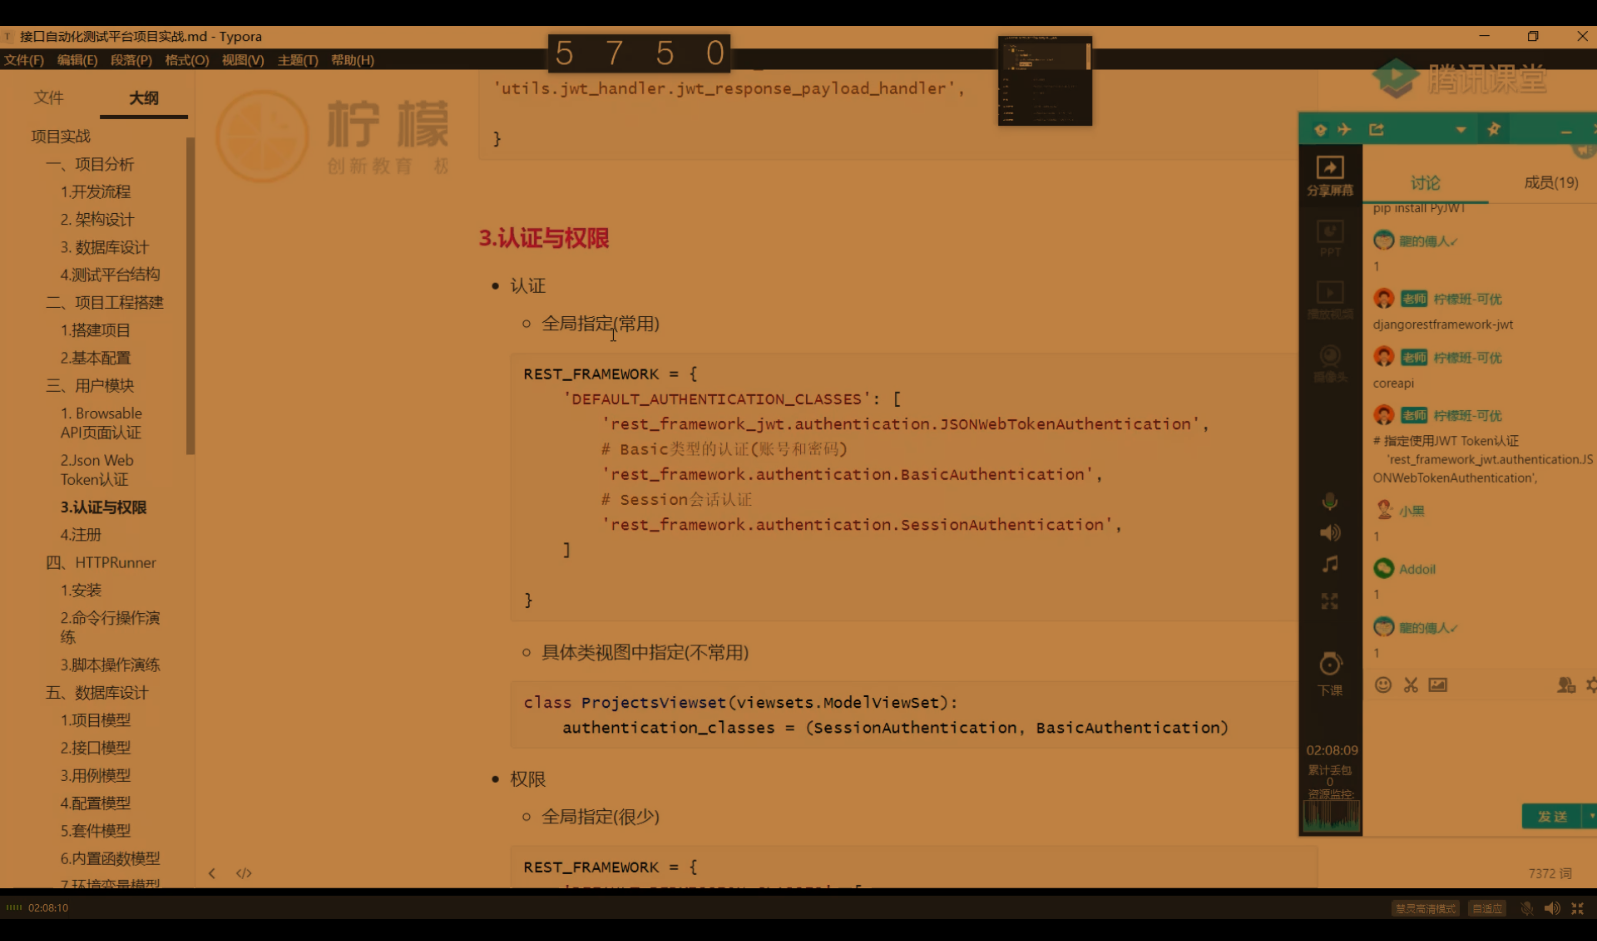 接口自动化测试平台项目实战.md - Typora
文件(F) 编辑(E) 段落(P) 格式(O) 视图(V) 主题(T) 帮助(H)
5 7 5 0
文件 大纲
项目实战
一、项目分析
1.开发流程
2. 架构设计
3. 数据库设计
4.测试平台结构
二、项目工程搭建
1.搭建项目
2.基本配置
三、用户模块
1. Browsable
API页面认证
2.Json Web
Token认证
3.认证与权限
4.注册
四、HTTPRunner
1.安装
2.命令行操作演
练
3.脚本操作演练
五、数据库设计
1.项目模型
2.接口模型
3.用例模型
4.配置模型
5.套件模型
6.内置函数模型
7.环境变量模型
柠檬
创新教育
'utils.jwt_handler.jwt_response_payload_handler',
}
3.认证与权限
认证
全局指定(常用)
REST_FRAMEWORK = {
'DEFAULT_AUTHENTICATION_CLASSES': [
'rest_framework_jwt.authentication.JSONWebTokenAuthentication',
# Basic类型的认证(账号和密码)
'rest_framework.authentication.BasicAuthentication',
# Session会话认证
'rest_framework.authentication.SessionAuthentication',
]
}
具体类视图中指定(不常用)
class ProjectsViewset(viewsets.ModelViewSet):
authentication_classes = (SessionAuthentication, BasicAuthentication)
权限
全局指定(很少)
REST_FRAMEWORK = {
腾讯课堂
分享屏幕
PPT
播放视频
摄像头
下课
02:08:09
累计丢包
0
资源监控:
讨论 成员(19)
pip install PyJWT
龍的傳人✓
1
老师 柠檬班-可优
djangorestframework-jwt
老师 柠檬班-可优
coreapi
老师 柠檬班-可优
# 指定使用JWT Token认证
'rest_framework_jwt.authentication.JS
ONWebTokenAuthentication',
小黑
1
Addoil
1
龍的傳人✓
1
发送
7372 词
02:08:10
慧灵高清模式 自适应